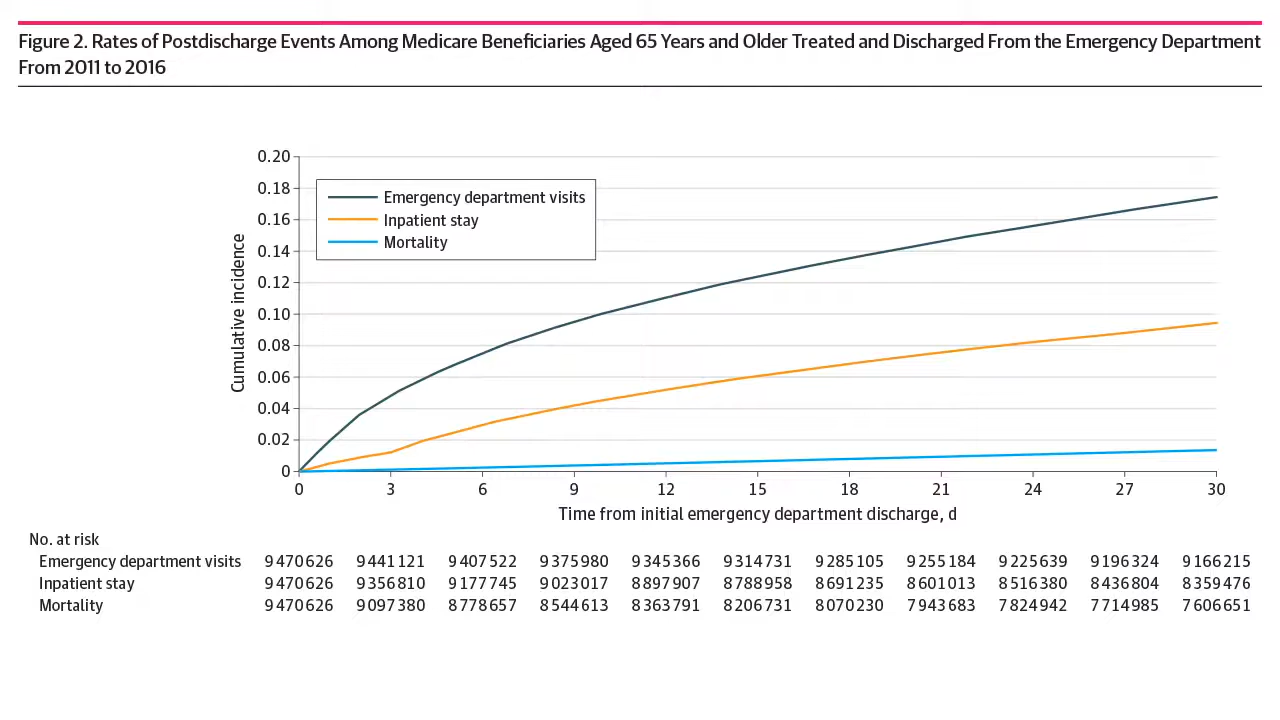 Figure 2. Rates of Postdischarge Events Among Medicare Beneficiaries Aged 65 Years and Older Treated and Discharged From the Emergency Department
From 2011 to 2016
0.20
0.18
0.16
0.14
0.12
0.10
0.08
0.06
0.04
0.02
0
Cumulative incidence
Emergency department visits
Inpatient stay
Mortality
0 3 6 9 12 15 18 21 24 27 30
Time from initial emergency department discharge, d
No. at risk
Emergency department visits 9470626 9441121 9407522 9375980 9345366 9314731 9285105 9255184 9225639 9196324 9166215
Inpatient stay 9470626 9356810 9177745 9023017 8897907 8788958 8691235 8601013 8516380 8436804 8359476
Mortality 9470626 9097380 8778657 8544613 8363791 8206731 8070230 7943683 7824942 7714985 7606651